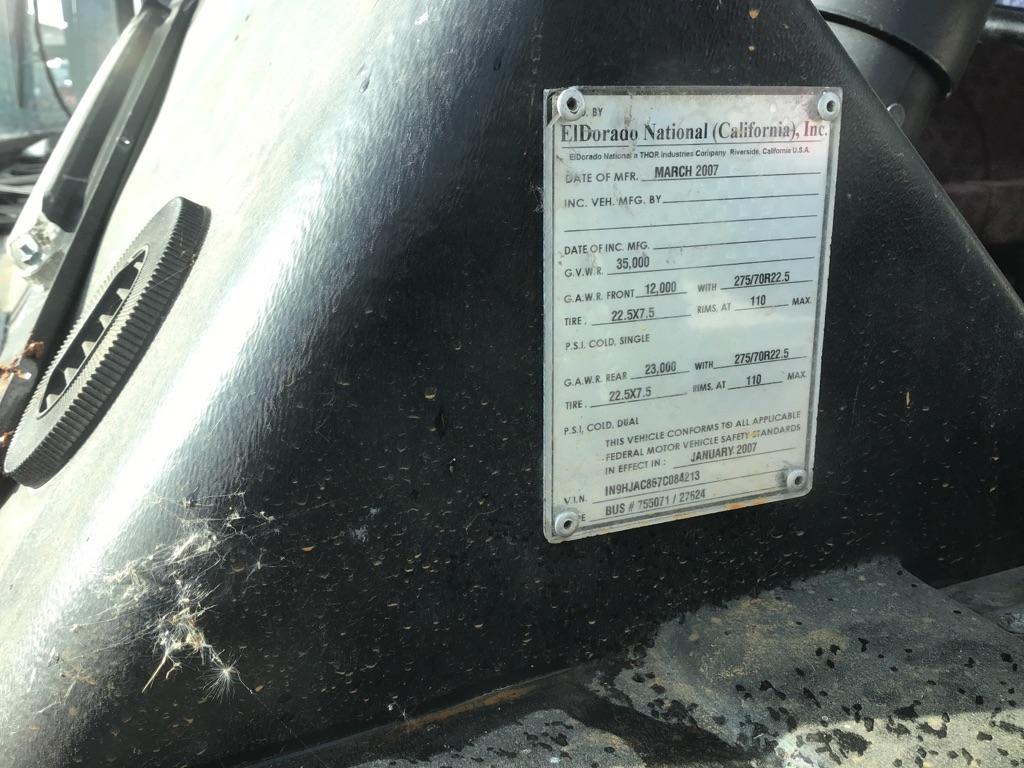 D. BY
ElDorado National (California), Inc.
ElDorado National a THOR Industries Company Riverside, California U.S.A.
DATE OF MFR. MARCH 2007
INC. VEH. MFG. BY
DATE OF INC. MFG.
G.V.W.R. 35,000
G.A.W.R. FRONT 12,000 WITH 275/70R22.5
TIRE. 22.5X7.5 RIMS, AT 110 MAX.
P.S.I. COLD, SINGLE
G.A.W.R. REAR 23,000 WITH 275/70R22.5
TIRE. 22.5X7.5 RIMS, AT 110 MAX.
P.S.I. COLD, DUAL
THIS VEHICLE CONFORMS TO ALL APPLICABLE
FEDERAL MOTOR VEHICLE SAFETY STANDARDS
IN EFFECT IN: JANUARY 2007
V.I.N. IN9HJAC867C084213
E BUS # 755071 / 27624